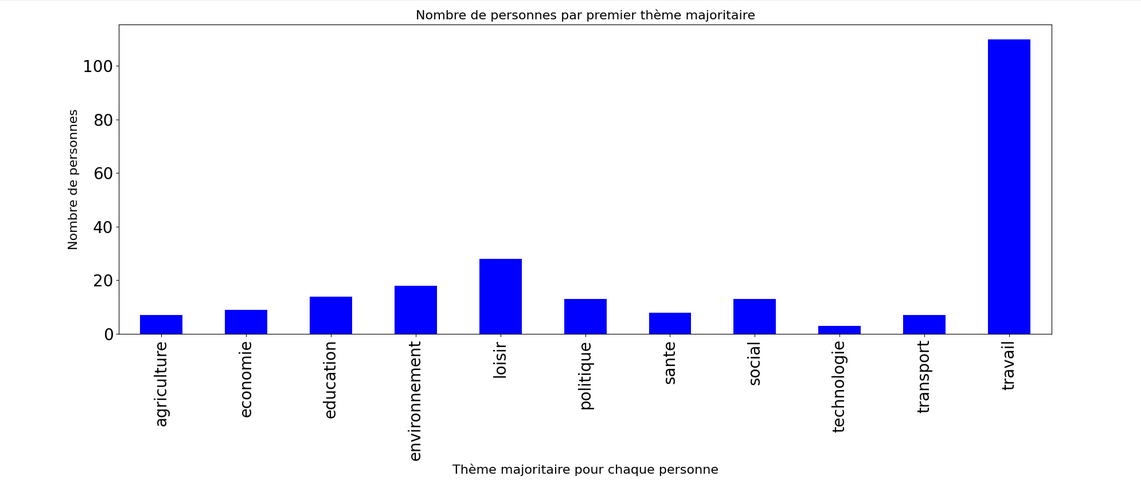 Nombre de personnes par premier thème majoritaire
Nombre de personnes
100
80
60
40
20
0
agriculture
economie
education
environnement
loisir
politique
sante
social
technologie
transport
travail
Thème majoritaire pour chaque personne